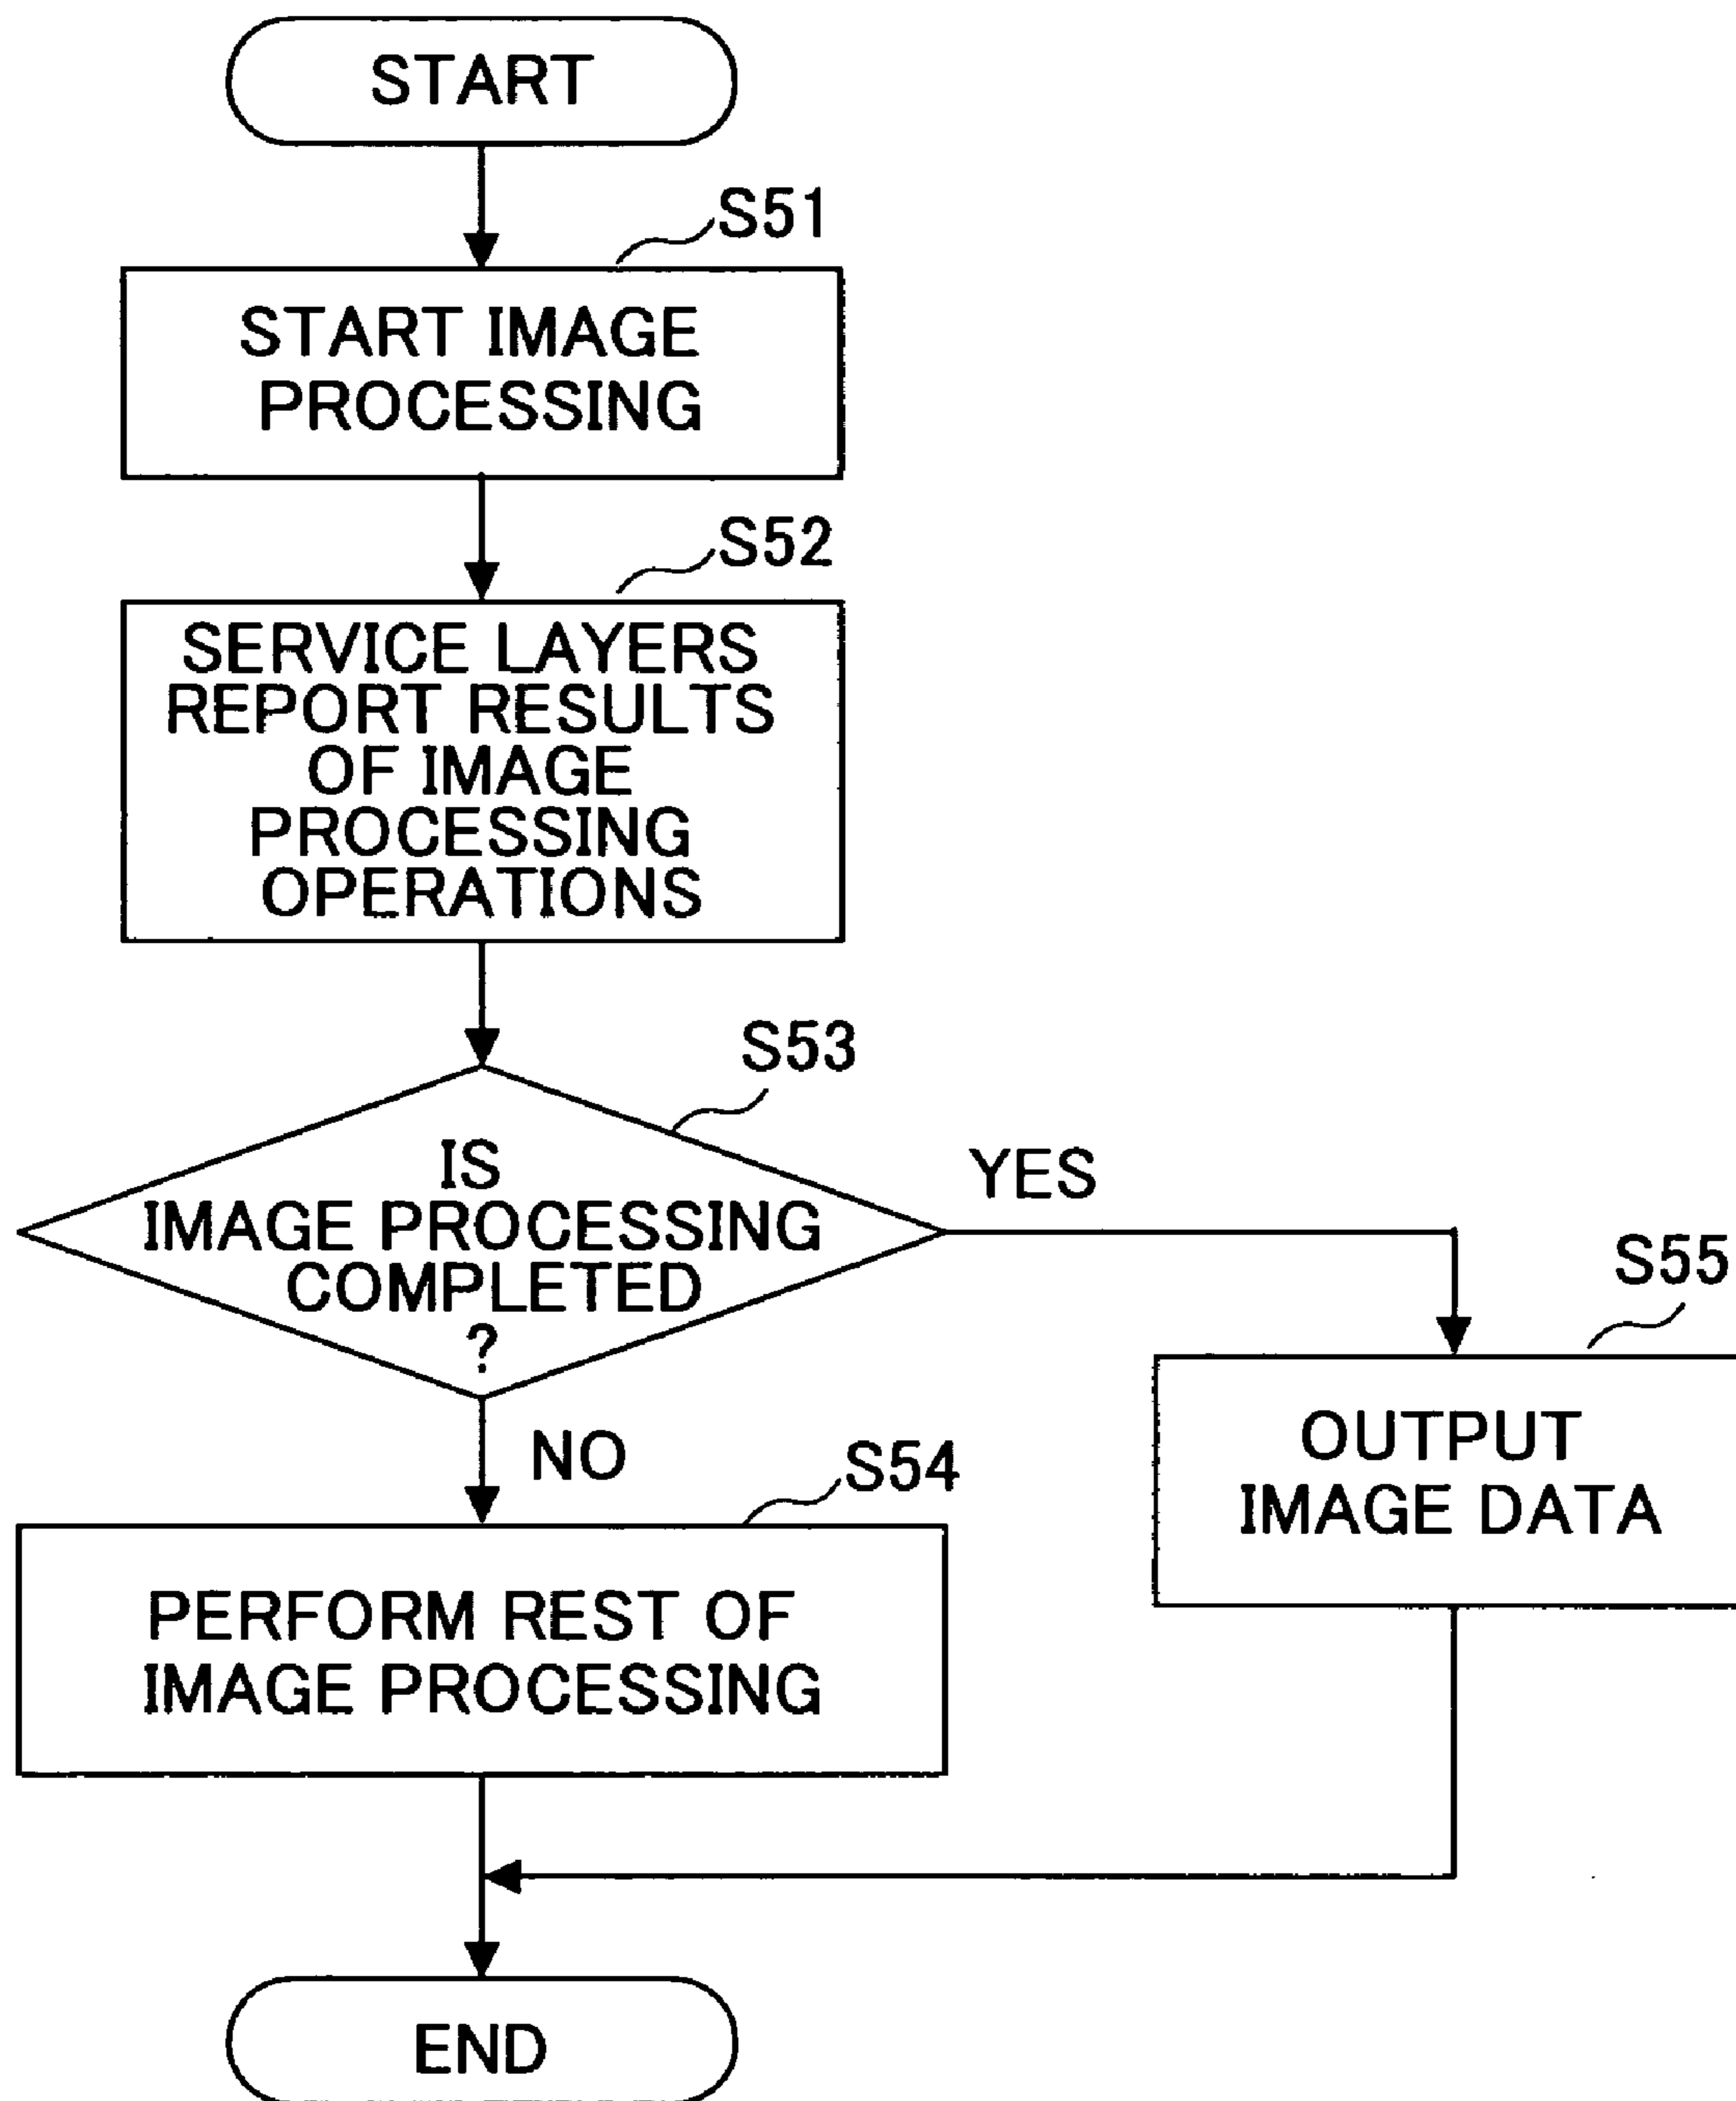 START
S51
START IMAGE
PROCESSING
S52
SERVICE LAYERS
REPORT RESULTS
OF IMAGE
PROCESSING
OPERATIONS
S53
IS
IMAGE PROCESSING
COMPLETED
?
YES
NO
S55
OUTPUT
IMAGE DATA
S54
PERFORM REST OF
IMAGE PROCESSING
END